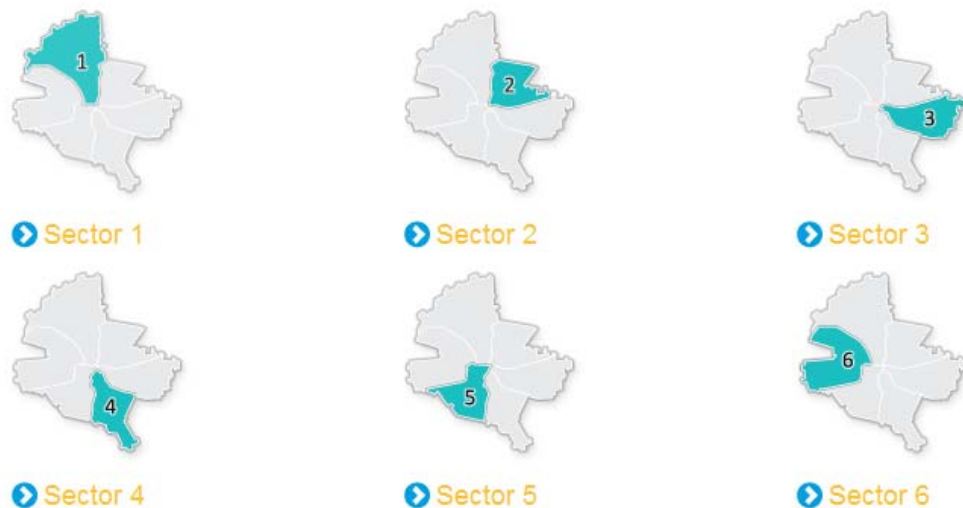 1
2
3
Sector 1
Sector 2
Sector 3
4
5
6
Sector 4
Sector 5
Sector 6